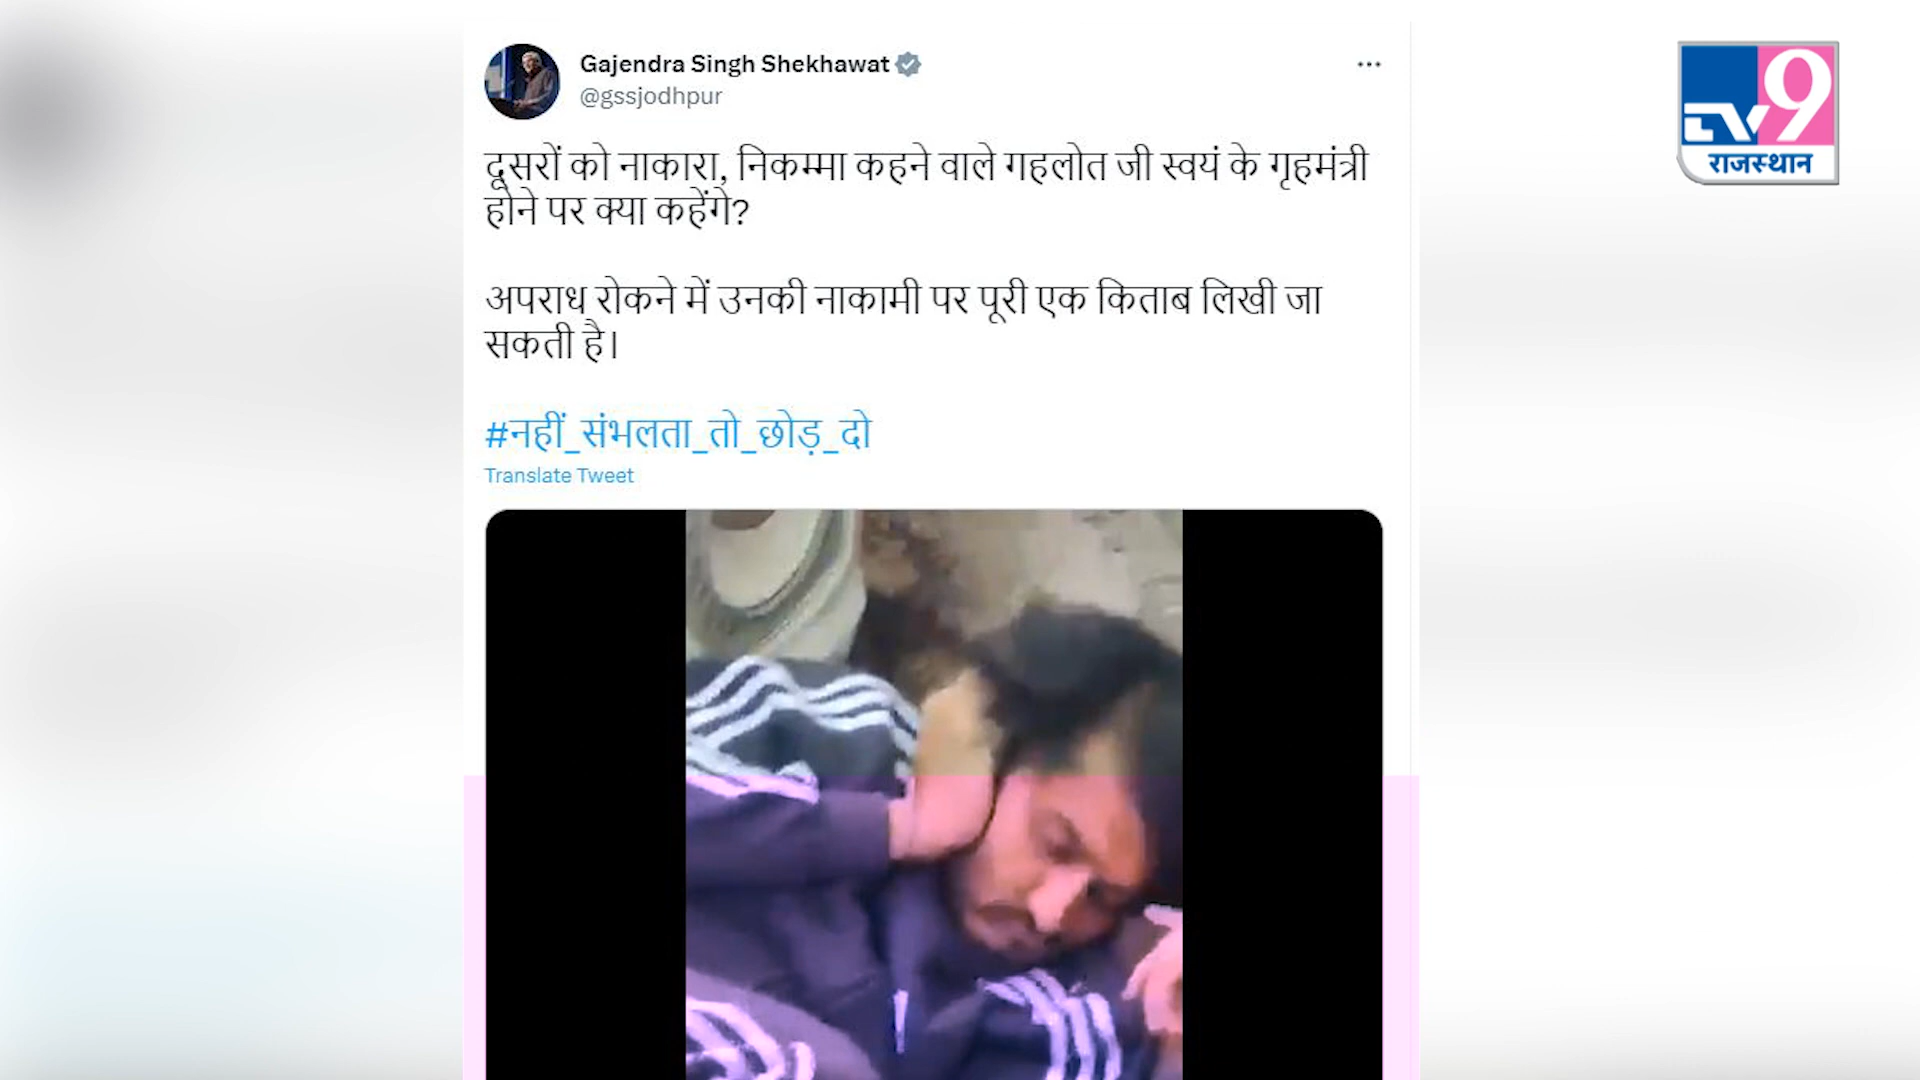 Gajendra Singh Shekhawat
@gssjodhpur
दूसरों को नाकारा, निकम्मा कहने वाले गहलोत जी स्वयं के गृहमंत्री
होने पर क्या कहेंगे?
अपराध रोकने में उनकी नाकामी पर पूरी एक किताब लिखी जा
सकती है।
#नहीं_संभलता_तो_छोड़_दो
Translate Tweet
TV9
राजस्थान